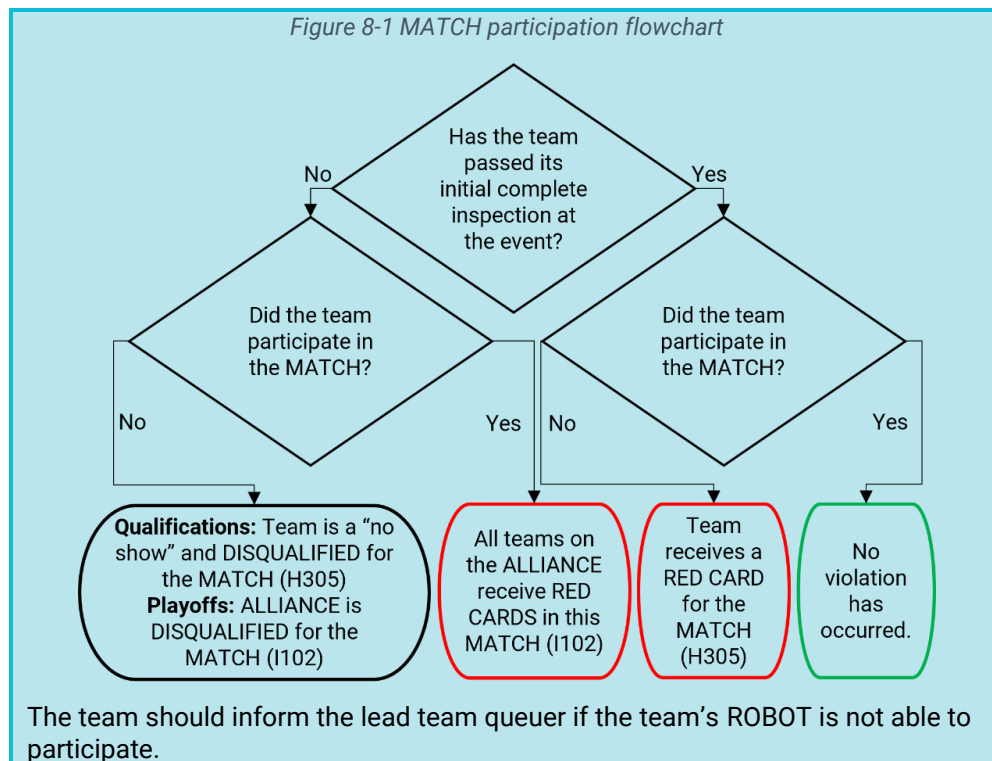 Figure 8-1 MATCH participation flowchart
Has the team
passed its
initial complete
inspection at
the event?
No
Yes
Did the team
participate in
the MATCH?
Did the team
participate in
the MATCH?
No
Yes
No
Yes
Qualifications: Team is a “no
show” and DISQUALIFIED for
the MATCH (H305)
Playoffs: ALLIANCE is
DISQUALIFIED for the
MATCH (I102)
All teams on
the ALLIANCE
receive RED
CARDS in this
MATCH (I102)
Team
receives a
RED CARD
for the
MATCH
(H305)
No
violation
has
occurred.
The team should inform the lead team queuer if the team’s ROBOT is not able to
participate.